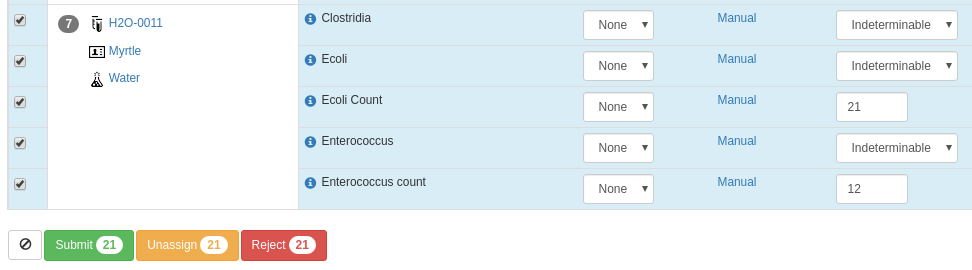 7 H2O-0011 Clostridia None Manual Indeterminable
Myrtle Ecoli None Manual Indeterminable
Water
Ecoli Count None Manual 21
Enterococcus None Manual Indeterminable
Enterococcus count None Manual 12
Submit 21 Unassign 21 Reject 21